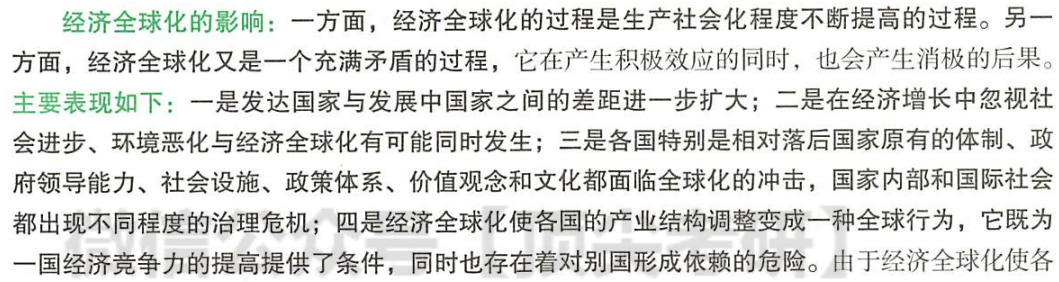 经济全球化的影响：一方面，经济全球化的过程是生产社会化程度不断提高的过程。另一
方面，经济全球化又是一个充满矛盾的过程，它在产生积极效应的同时，也会产生消极的后果。
主要表现如下：一是发达国家与发展中国家之间的差距进一步扩大；二是在经济增长中忽视社
会进步、环境恶化与经济全球化有可能同时发生；三是各国特别是相对落后国家原有的体制、政
府领导能力、社会设施、政策体系、价值观念和文化都面临全球化的冲击，国家内部和国际社会
都出现不同程度的治理危机；四是经济全球化使各国的产业结构调整变成一种全球行为，它既为
一国经济竞争力的提高提供了条件，同时也存在着对别国形成依赖的危险。由于经济全球化使各